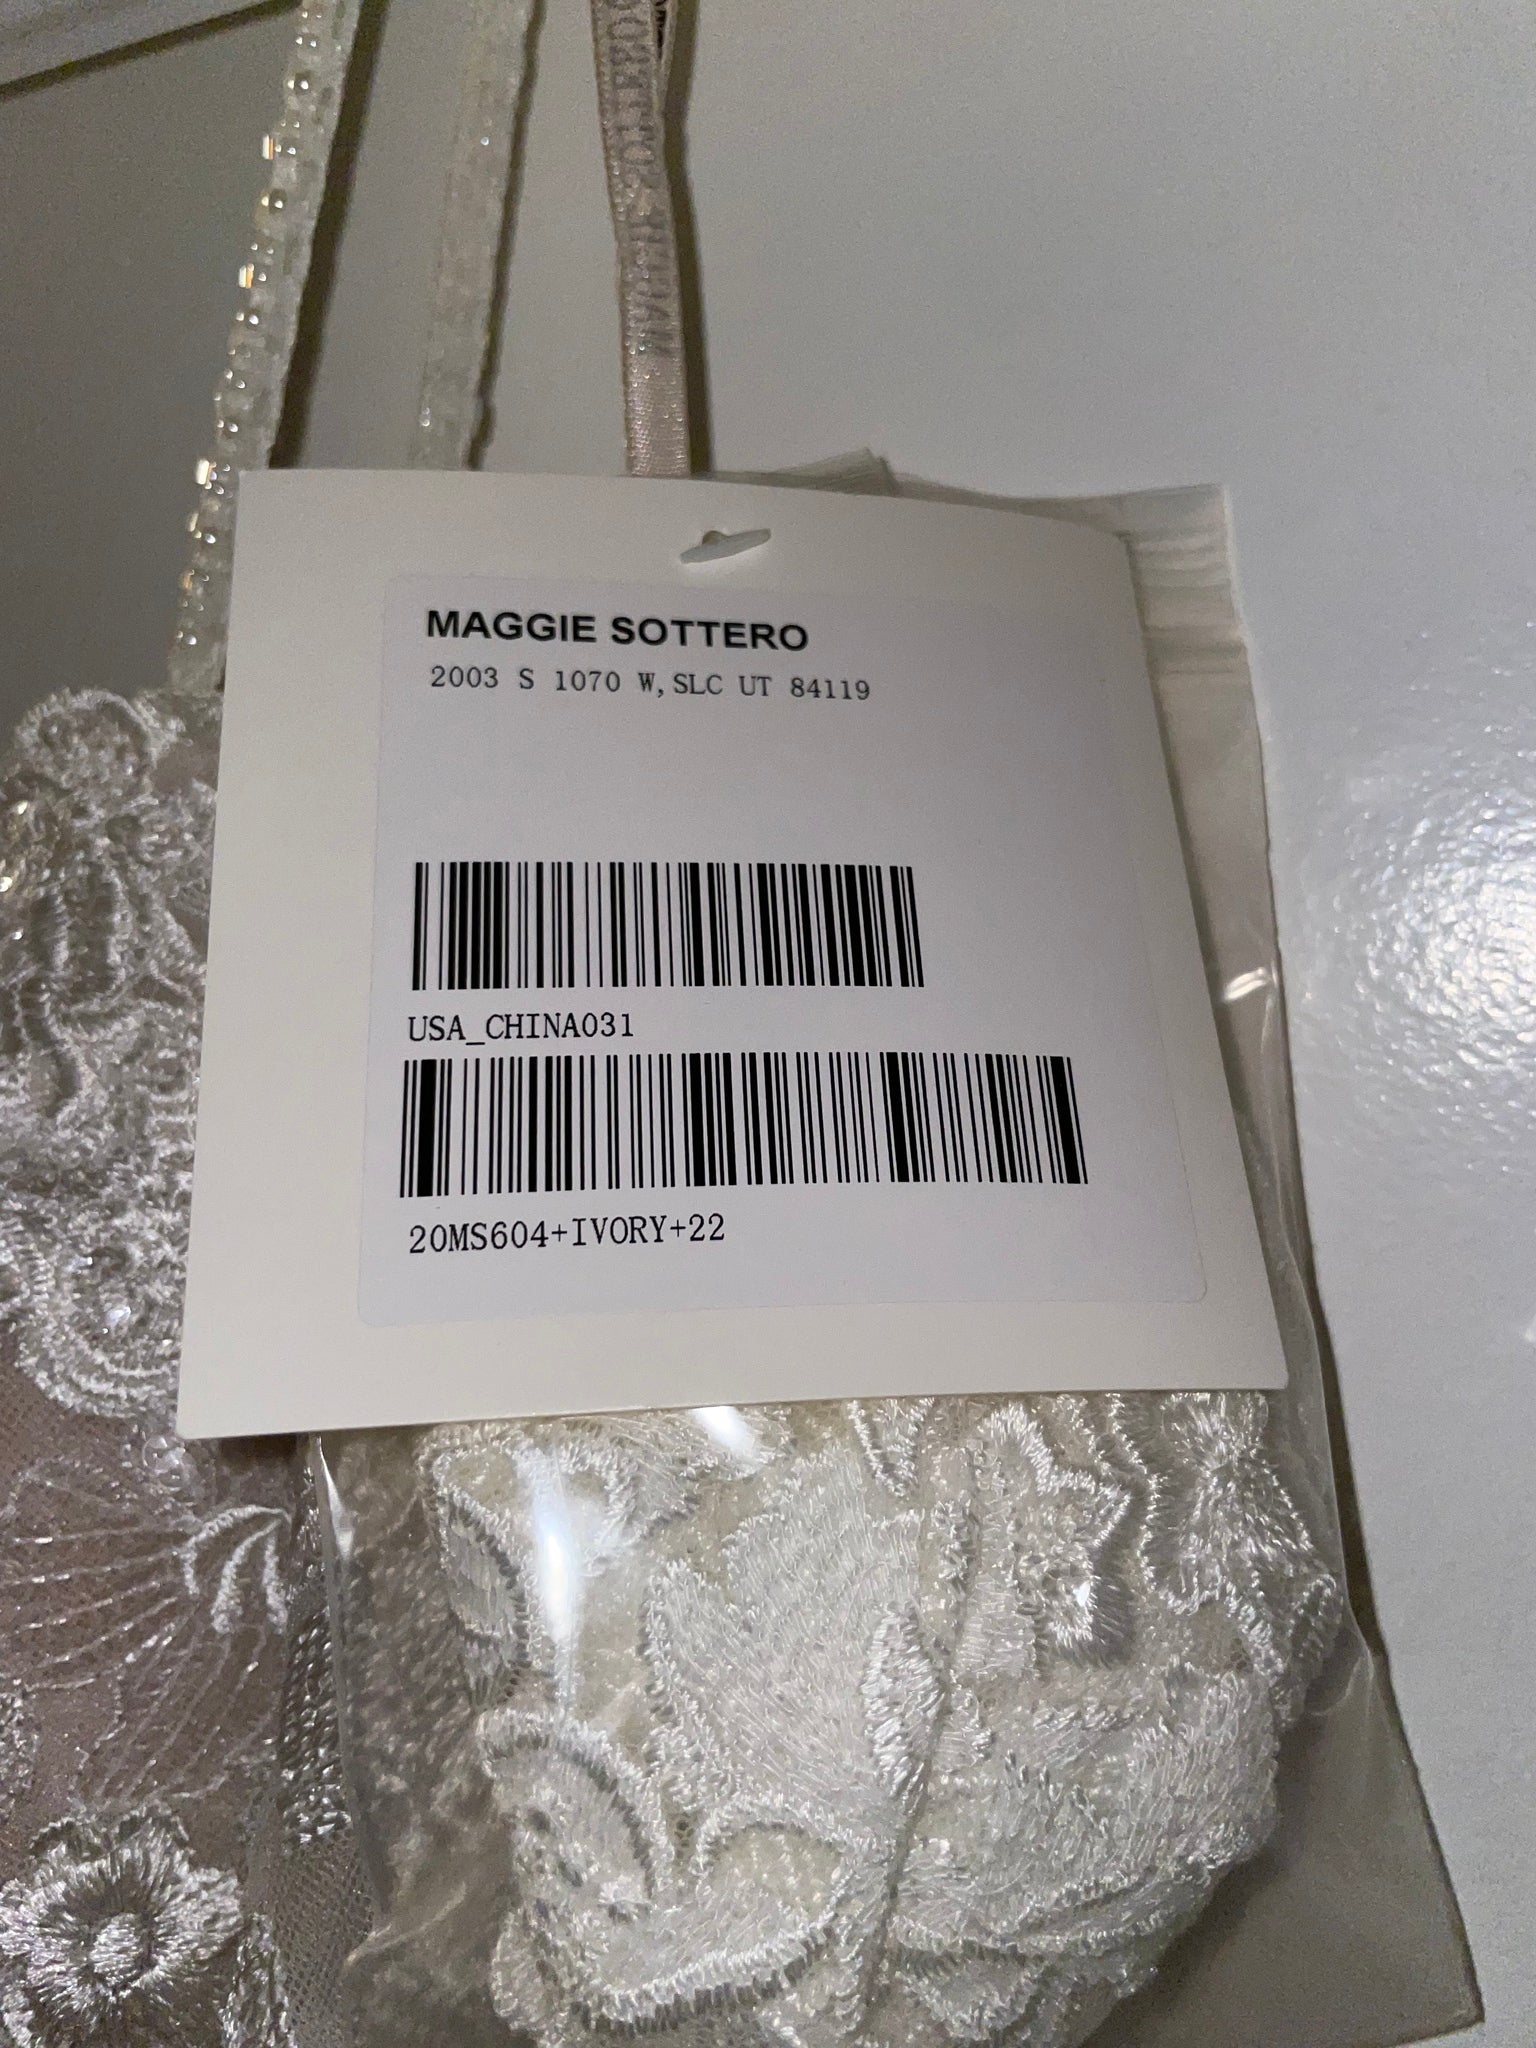 MAGGIE SOTTERO
2003 S 1070 W, SLC UT 84119
USA_CHINA031
20MS604+IVORY+22